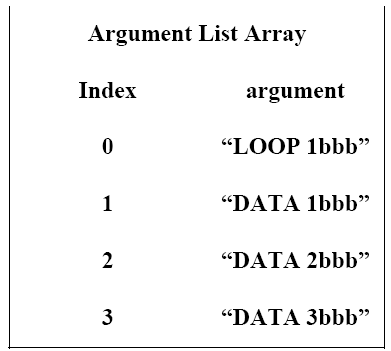 Argument List Array
Index argument
0 “LOOP 1bbb”
1 “DATA 1bbb”
2 “DATA 2bbb”
3 “DATA 3bbb”